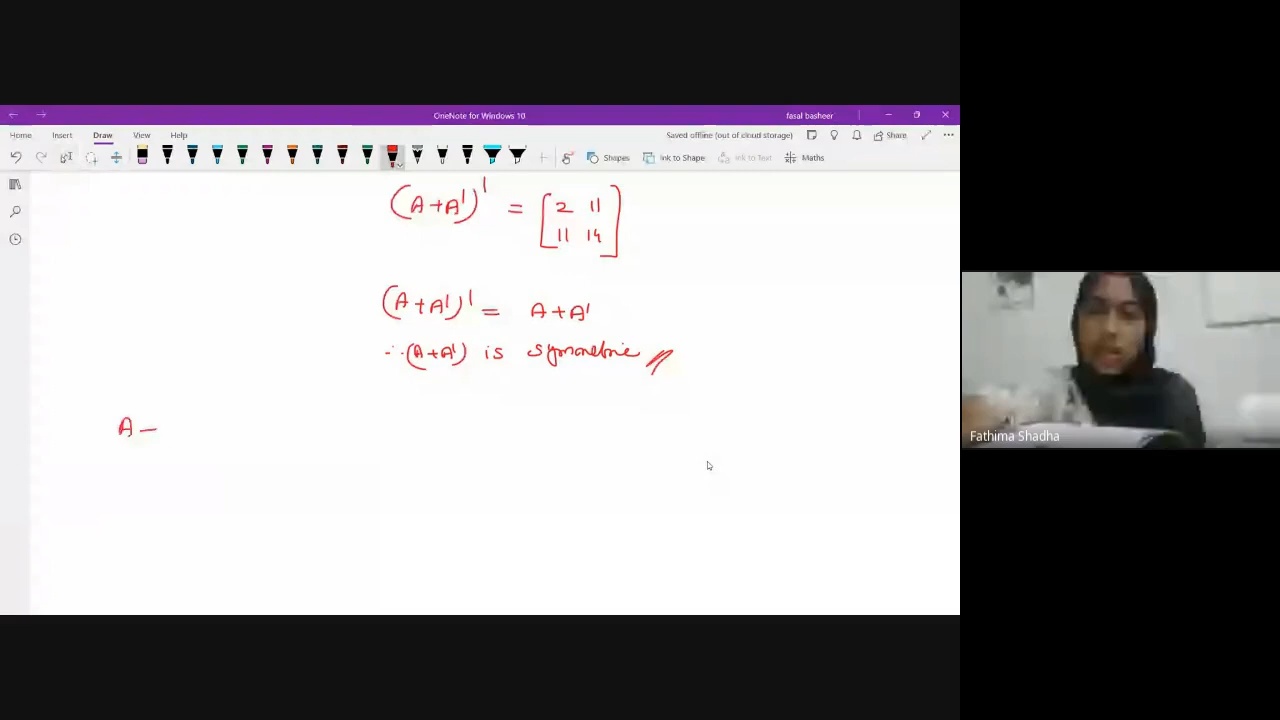 OneNote for Windows 10
fasal basheer
Home Insert Draw View Help
Saved offline (out of cloud storage)
Share
Shapes
Ink to Shape
Ink to Text
Maths
(A+A')' = [2 11
11 14]
(A+A')' = A+A'
∴(A+A') is symmetric //
A –
Fathima Shadha